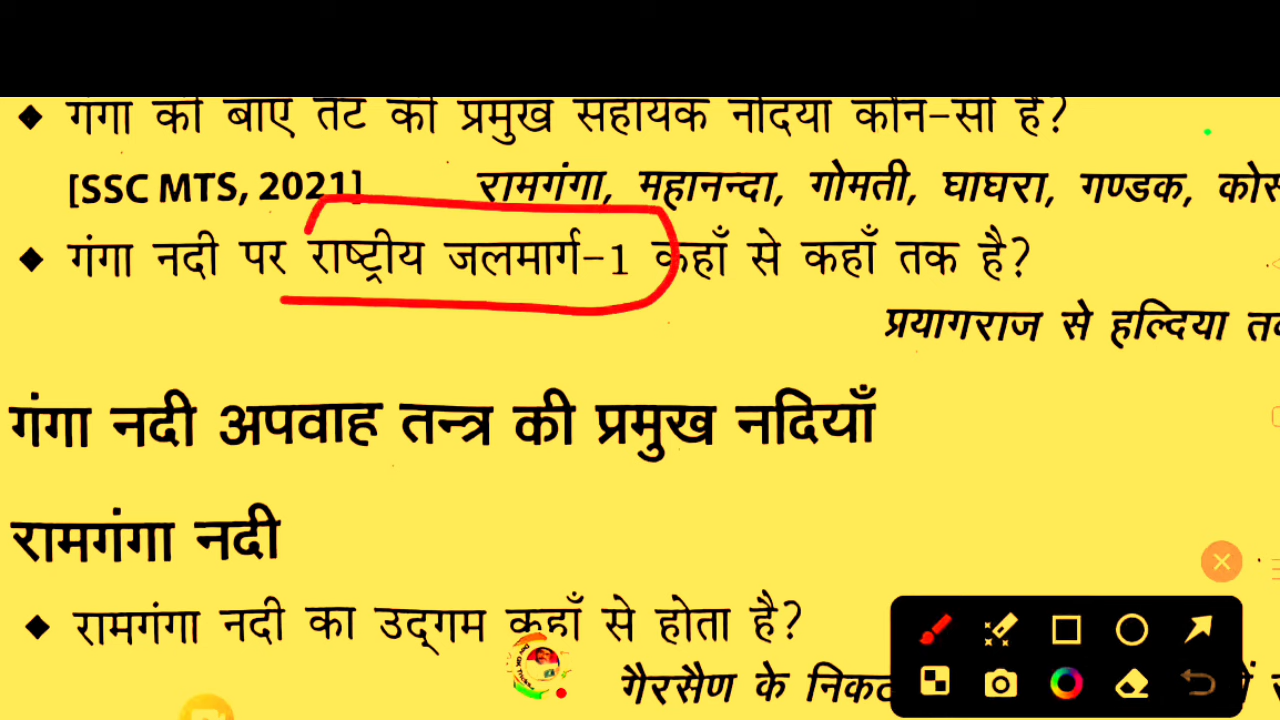 गंगा की बाएँ तट की प्रमुख सहायक नदियाँ कौन-सी हैं?
[SSC MTS, 2021] रामगंगा, महानन्दा, गोमती, घाघरा, गण्डक,
गंगा नदी पर राष्ट्रीय जलमार्ग-1 कहाँ से कहाँ तक है?
प्रयागराज से हल्दिया
गंगा नदी अपवाह तन्त्र की प्रमुख नदियाँ
रामगंगा नदी
रामगंगा नदी का उद्गम कहाँ से होता है?
गैरसैण के निकट